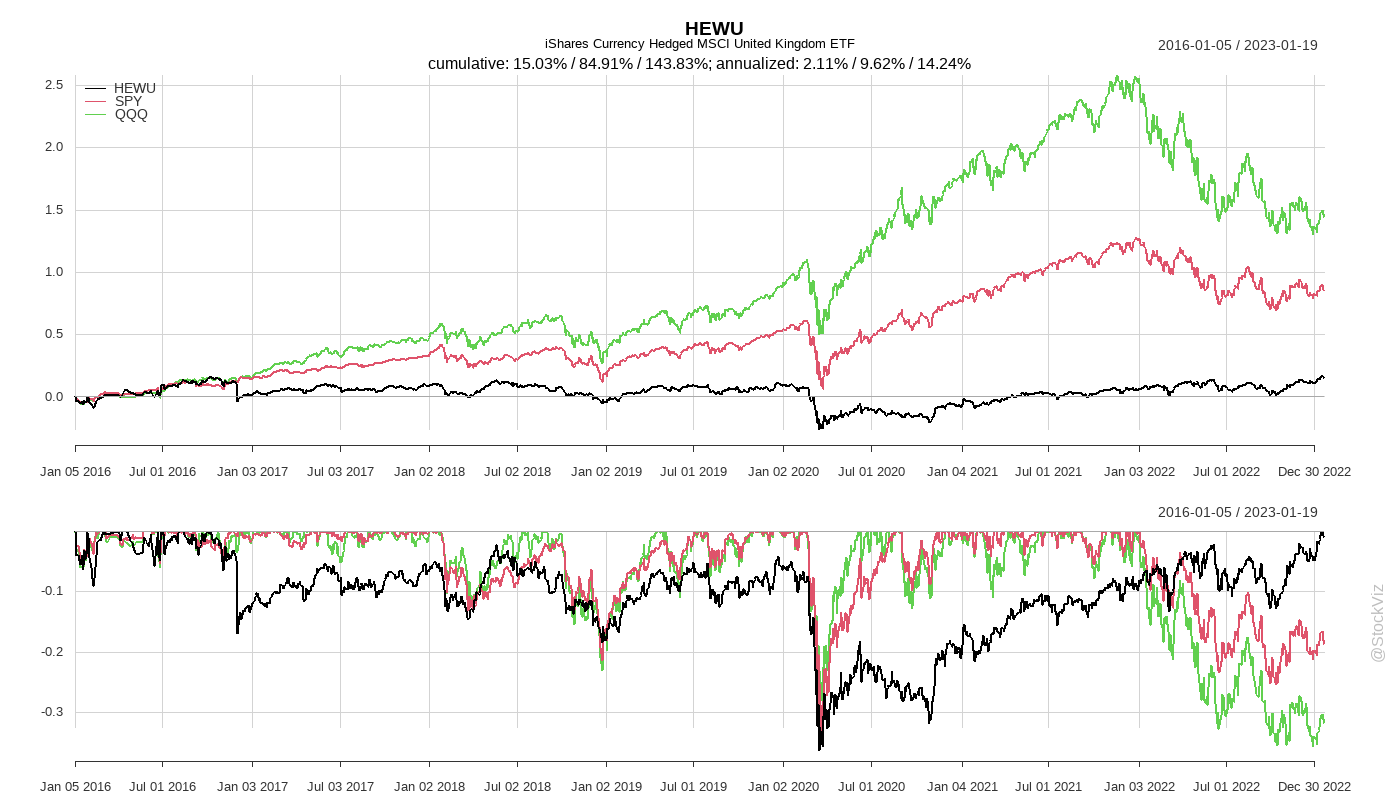 HEWU
iShares Currency Hedged MSCI United Kingdom ETF
2016-01-05 / 2023-01-19
cumulative: 15.03% / 84.91% / 143.83%; annualized: 2.11% / 9.62% / 14.24%
HEWU
SPY
QQQ
2.5
2.0
1.5
1.0
0.5
0.0
Jan 05 2016 Jul 01 2016 Jan 03 2017 Jul 03 2017 Jan 02 2018 Jul 02 2018 Jan 02 2019 Jul 01 2019 Jan 02 2020 Jul 01 2020 Jan 04 2021 Jul 01 2021 Jan 03 2022 Jul 01 2022 Dec 30 2022
2016-01-05 / 2023-01-19
-0.1
-0.2
-0.3
Jan 05 2016 Jul 01 2016 Jan 03 2017 Jul 03 2017 Jan 02 2018 Jul 02 2018 Jan 02 2019 Jul 01 2019 Jan 02 2020 Jul 01 2020 Jan 04 2021 Jul 01 2021 Jan 03 2022 Jul 01 2022 Dec 30 2022
@StockViz